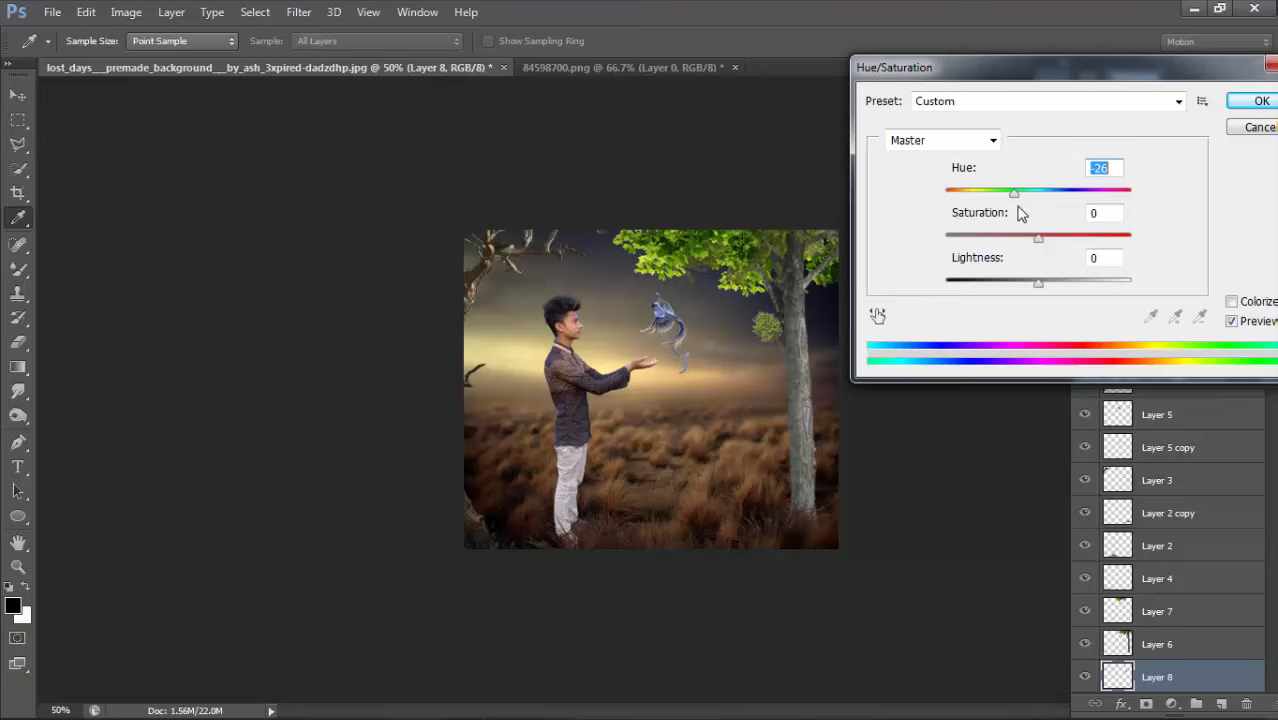 Ps File Edit Image Layer Type Select Filter 3D View Window Help
Sample Size: Point Sample Sample: All Layers Show Sampling Ring Motion
lost_days___premade_background___by_ash_3xpired-dadzdhp.jpg @ 50% (Layer 8, RGB/8) * × 84598700.png @ 66.7% (Layer 0, RGB/8) * ×
Hue/Saturation
Preset: Custom OK
Cancel
Master
Hue: -26
Saturation: 0
Lightness: 0
Colorize
Preview
Layer 5
Layer 5 copy
Layer 3
Layer 2 copy
Layer 2
Layer 4
Layer 7
Layer 6
Layer 8
T
50% Doc: 1.56M/22.0M fx